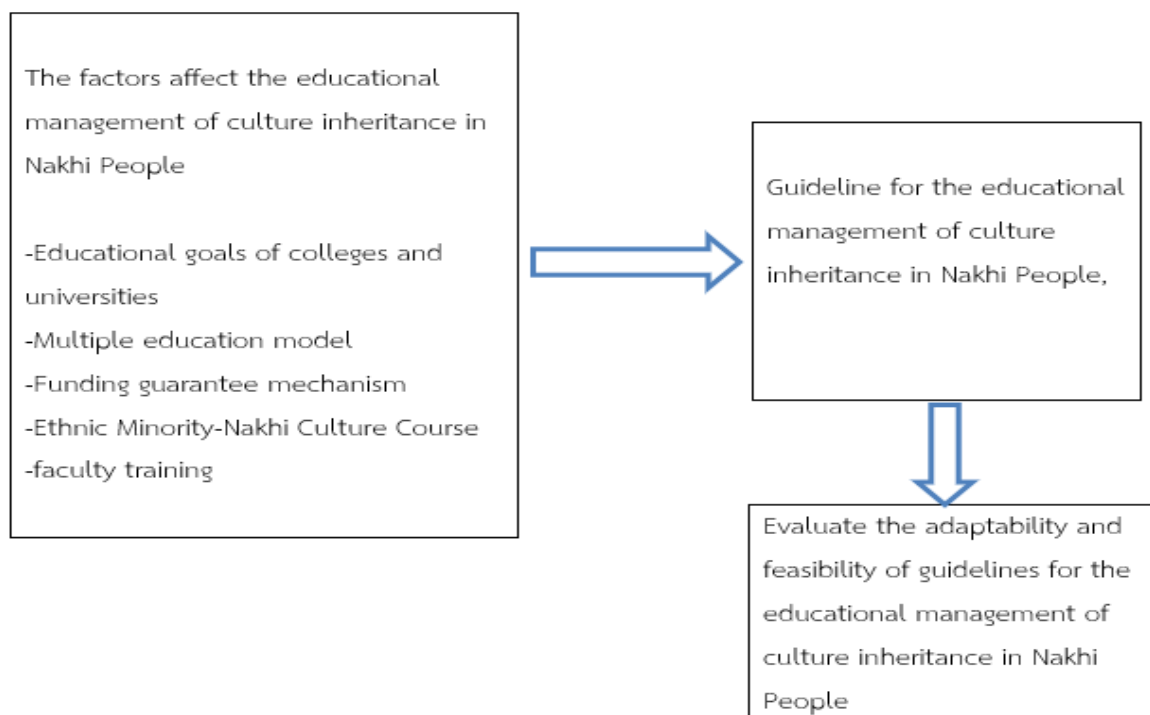 The factors affect the educational
management of culture inheritance in
Nakhi People
-Educational goals of colleges and
universities
-Multiple education model
-Funding guarantee mechanism
-Ethnic Minority-Nakhi Culture Course
-faculty training
Guideline for the educational
management of culture
inheritance in Nakhi People,
Evaluate the adaptability and
feasibility of guidelines for the
educational management of
culture inheritance in Nakhi
People